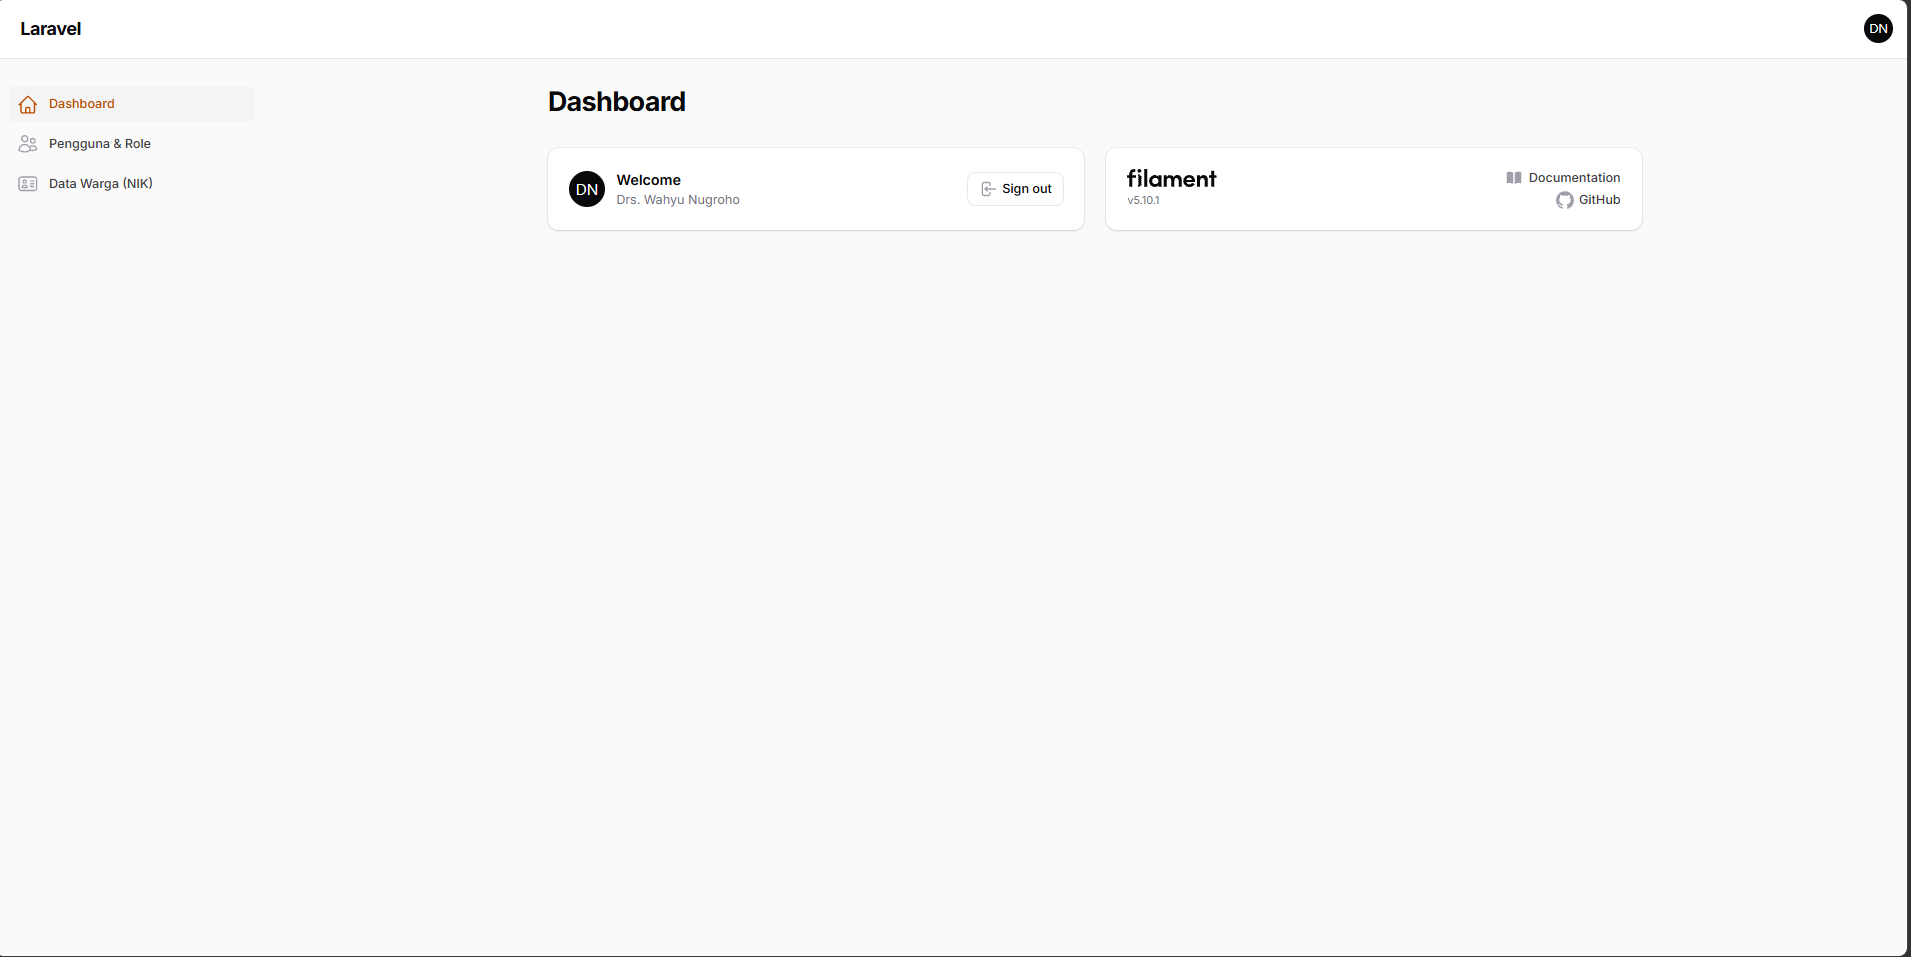 Laravel
DN
Dashboard
Pengguna & Role
Data Warga (NIK)
Dashboard
DN
Welcome
Drs. Wahyu Nugroho
Sign out
filament
v5.10.1
Documentation
GitHub